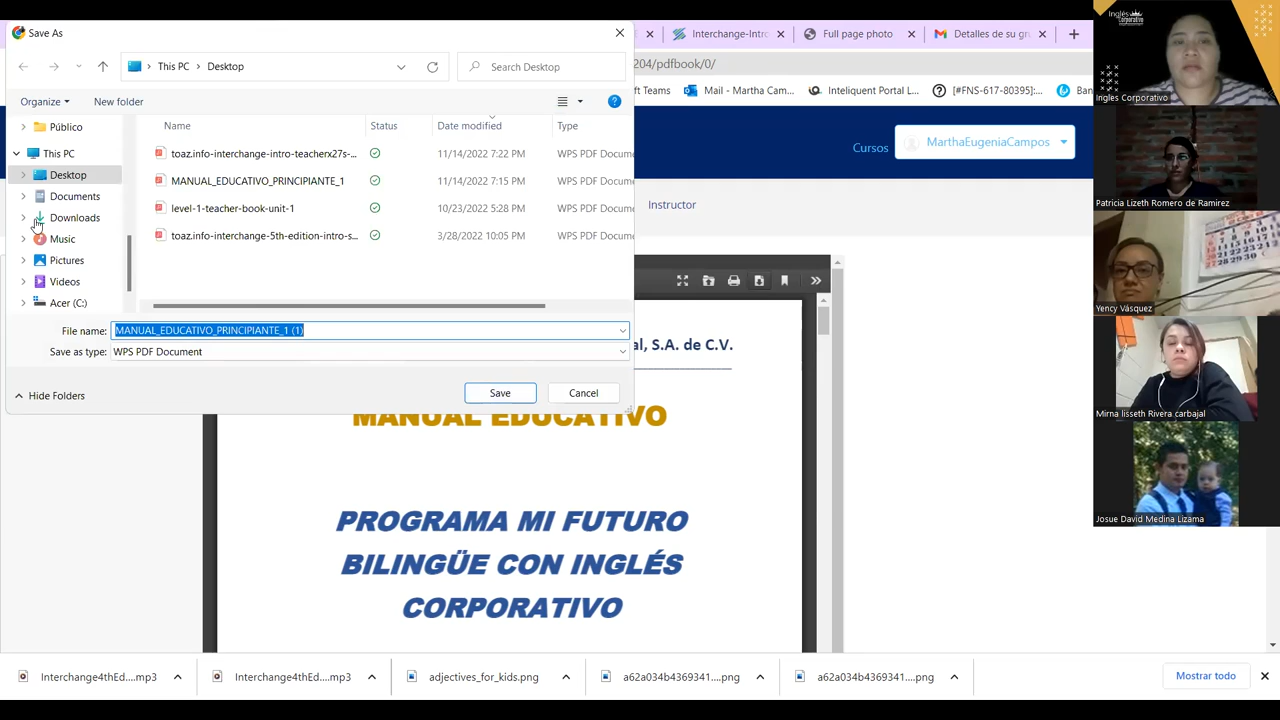 Save As
This PC
Desktop
Search Desktop
Organize
New folder
Name
Status
Date modified
Type
Público
This PC
Desktop
Documents
Downloads
Music
Pictures
Videos
Acer (C:)
toaz.info-interchange-intro-teacherx27s-...
11/14/2022 7:22 PM
WPS PDF Docume
MANUAL_EDUCATIVO_PRINCIPIANTE_1
11/14/2022 7:15 PM
WPS PDF Docume
level-1-teacher-book-unit-1
10/23/2022 5:28 PM
WPS PDF Docume
toaz.info-interchange-5th-edition-intro-s...
3/28/2022 10:05 PM
WPS PDF Docume
File name:
MANUAL_EDUCATIVO_PRINCIPIANTE_1 (1)
Save as type:
WPS PDF Document
Hide Folders
Save
Cancel
Interchange-Intro
Full page photo
Detalles de su gru
204/pdfbook/0/
ft Teams
Mail - Martha Cam...
Inteliquent Portal L...
[#FNS-617-80395]:...
Ban
Cursos
MarthaEugeniaCampos
Instructor
al, S.A. de C.V.
MANUAL EDUCATIVO
PROGRAMA MI FUTURO
BILINGÜE CON INGLÉS
CORPORATIVO
Interchange4thEd....mp3
Interchange4thEd....mp3
adjectives_for_kids.png
a62a034b4369341....png
a62a034b4369341....png
Mostrar todo
Inglés
Corporativo
Ingles Corporativo
Patricia Lizeth Romero de Ramirez
Yency Vásquez
Mirna lisseth Rivera carbajal
Josue David Medina Lizama